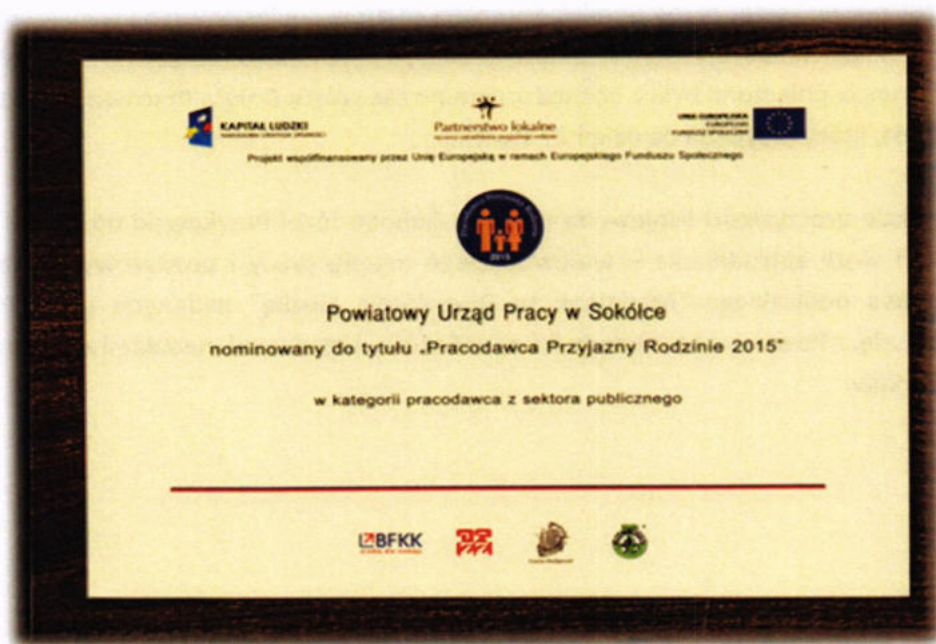 KAPITAŁ LUDZKI
Partnerstwo lokalne
UNIA EUROPEJSKA
Projekt współfinansowany przez Unię Europejską w ramach Europejskiego Funduszu Społecznego
2015
Powiatowy Urząd Pracy w Sokółce
nominowany do tytułu „Pracodawca Przyjazny Rodzinie 2015"
w kategorii pracodawca z sektora publicznego
BFKK